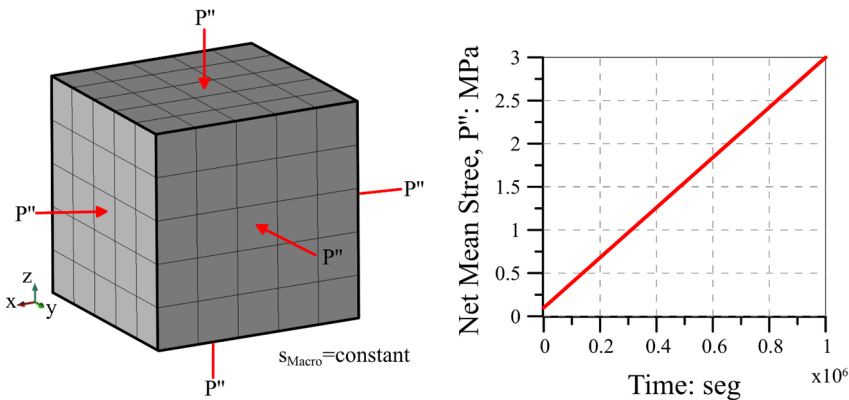 P"
P"
P"
P"
P"
z
x
y
s_Macro=constant
Net Mean Stree, P": MPa
3
2.5
2
1.5
1
0.5
0
0
0.2
0.4
0.6
0.8
1
x10^6
Time: seg